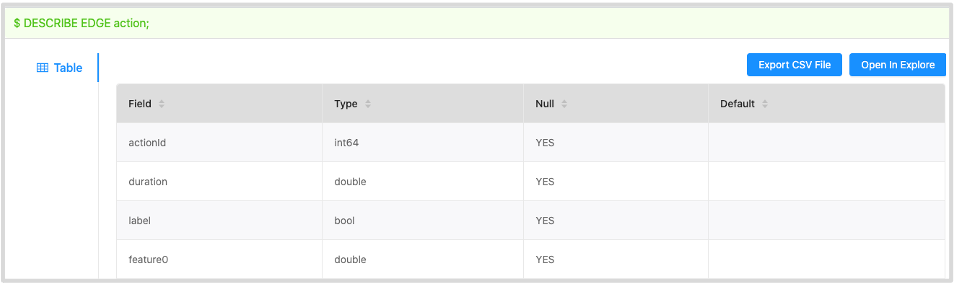 $ DESCRIBE EDGE action;
Table
Export CSV File Open In Explore
Field Type Null Default
actionId int64 YES
duration double YES
label bool YES
feature0 double YES